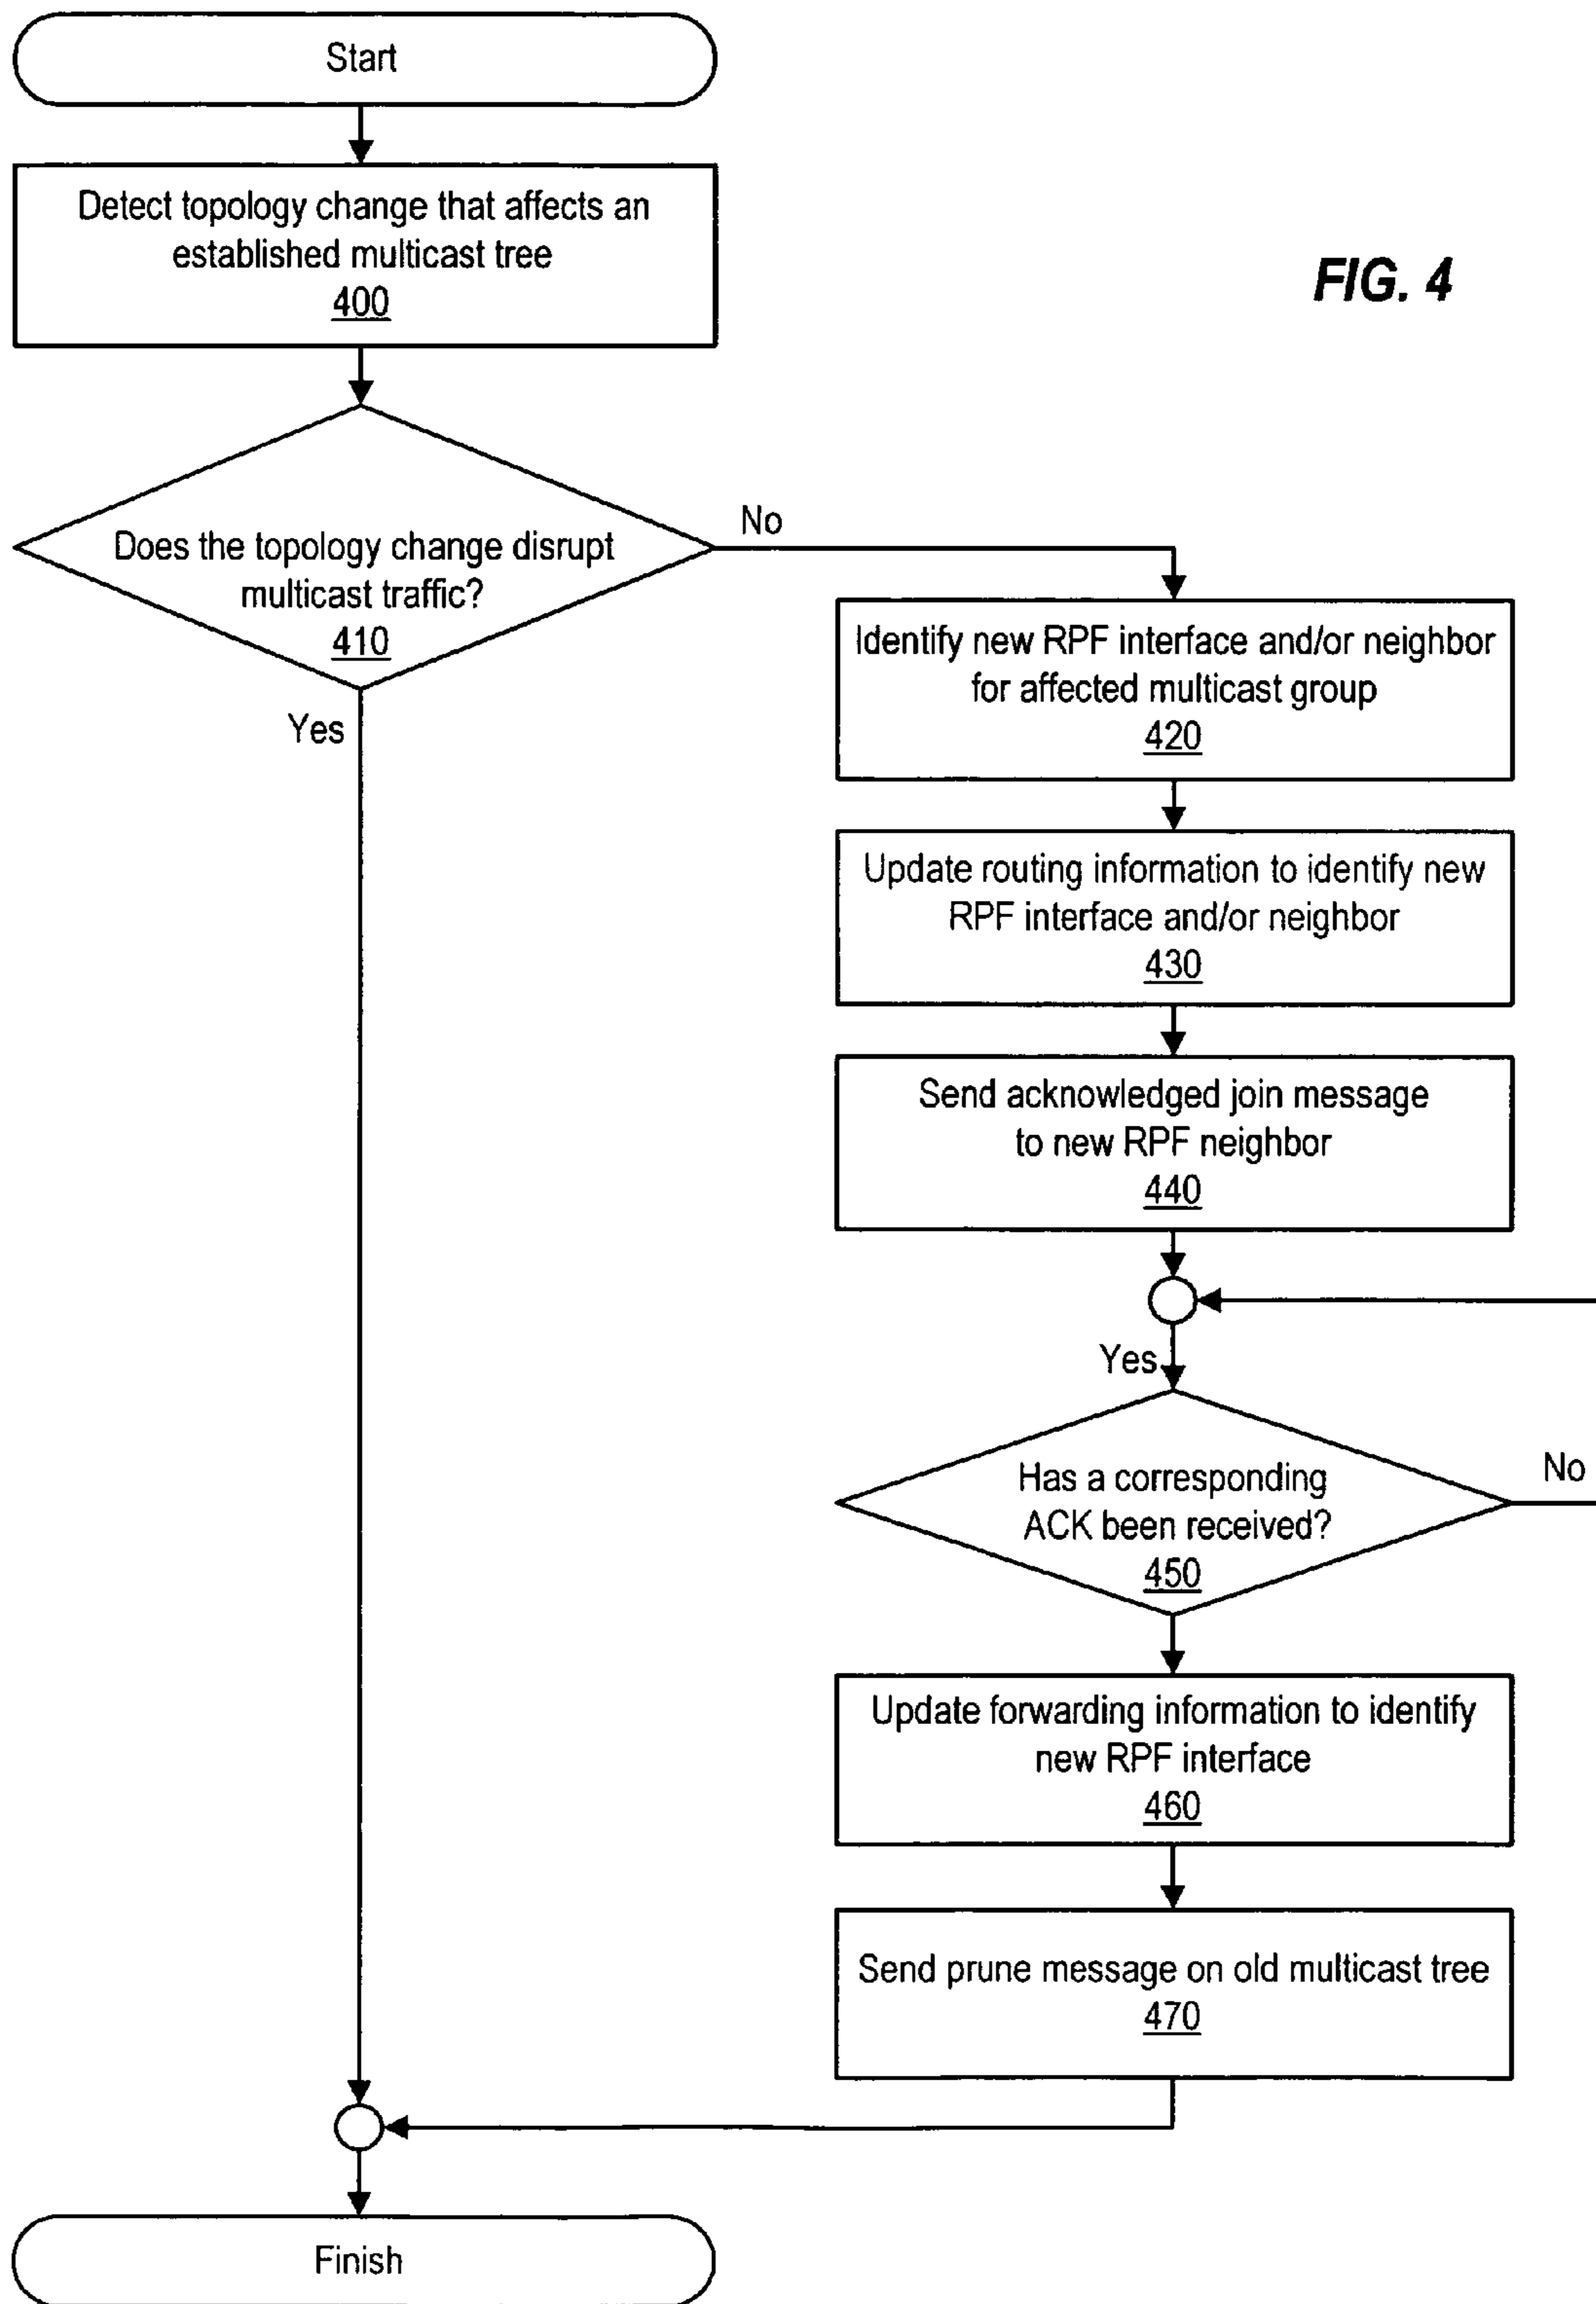 Start
Detect topology change that affects an
established multicast tree
400
FIG. 4
Does the topology change disrupt
multicast traffic?
410
No
Yes
Identify new RPF interface and/or neighbor
for affected multicast group
420
Update routing information to identify new
RPF interface and/or neighbor
430
Send acknowledged join message
to new RPF neighbor
440
Yes
Has a corresponding
ACK been received?
450
No
Update forwarding information to identify
new RPF interface
460
Send prune message on old multicast tree
470
Finish